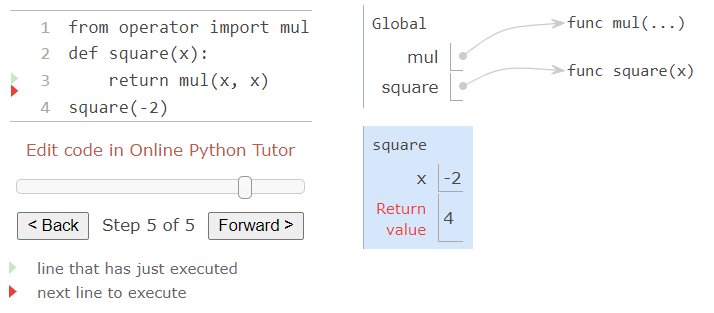 1 from operator import mul
2 def square(x):
3     return mul(x, x)
4 square(-2)
Edit code in Online Python Tutor
< Back Step 5 of 5 Forward >
line that has just executed
next line to execute
Global
mul
square
func mul(...)
func square(x)
square
x -2
Return
value 4